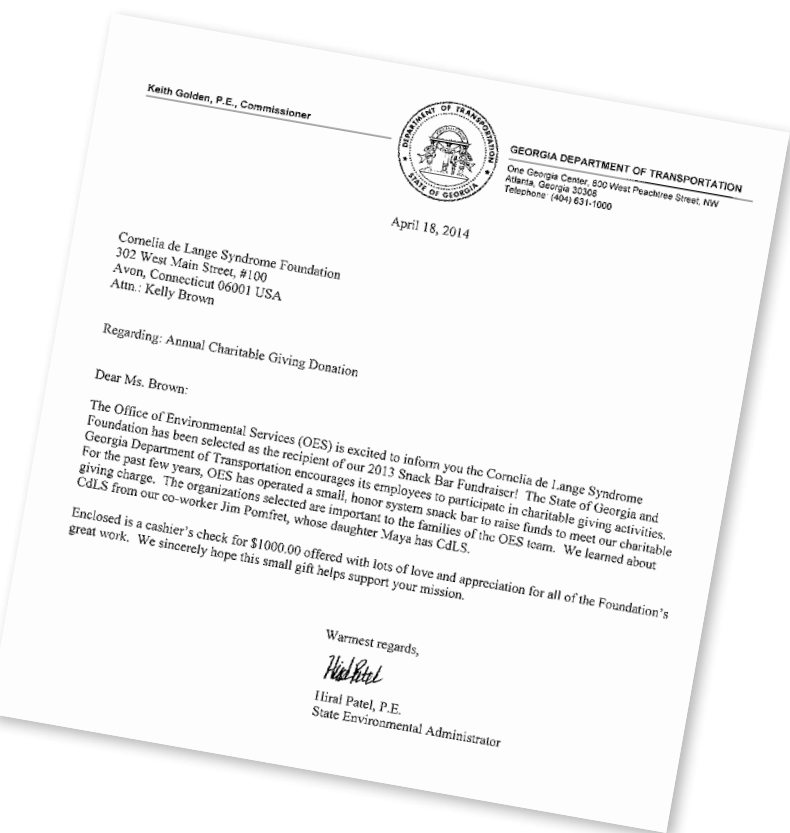 Keith Golden, P.E., Commissioner
DEPARTMENT OF TRANSPORTATION
STATE OF GEORGIA
GEORGIA DEPARTMENT OF TRANSPORTATION
One Georgia Center, 600 West Peachtree Street, NW
Atlanta, Georgia 30308
Telephone: (404) 631-1000
April 18, 2014
Cornelia de Lange Syndrome Foundation
302 West Main Street, #100
Avon, Connecticut 06001 USA
Attn.: Kelly Brown
Regarding: Annual Charitable Giving Donation
Dear Ms. Brown:
The Office of Environmental Services (OES) is excited to inform you the Cornelia de Lange Syndrome
Foundation has been selected as the recipient of our 2013 Snack Bar Fundraiser! The State of Georgia and
Georgia Department of Transportation encourages its employees to participate in charitable giving activities.
For the past few years, OES has operated a small, honor system snack bar to raise funds to meet our charitable
giving charge. The organizations selected are important to the families of the OES team. We learned about
CdLS from our co-worker Jim Pomfret, whose daughter Maya has CdLS.
Enclosed is a cashier's check for $1000.00 offered with lots of love and appreciation for all of the Foundation's
great work. We sincerely hope this small gift helps support your mission.
Warmest regards,
Hiral Patel
Hiral Patel, P.E.
State Environmental Administrator